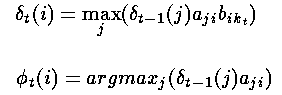 δ_t(i) = max_j(δ_{t−1}(j)a_{ji}b_{ik_t})
φ_t(i) = argmax_j(δ_{t−1}(j)a_{ji})